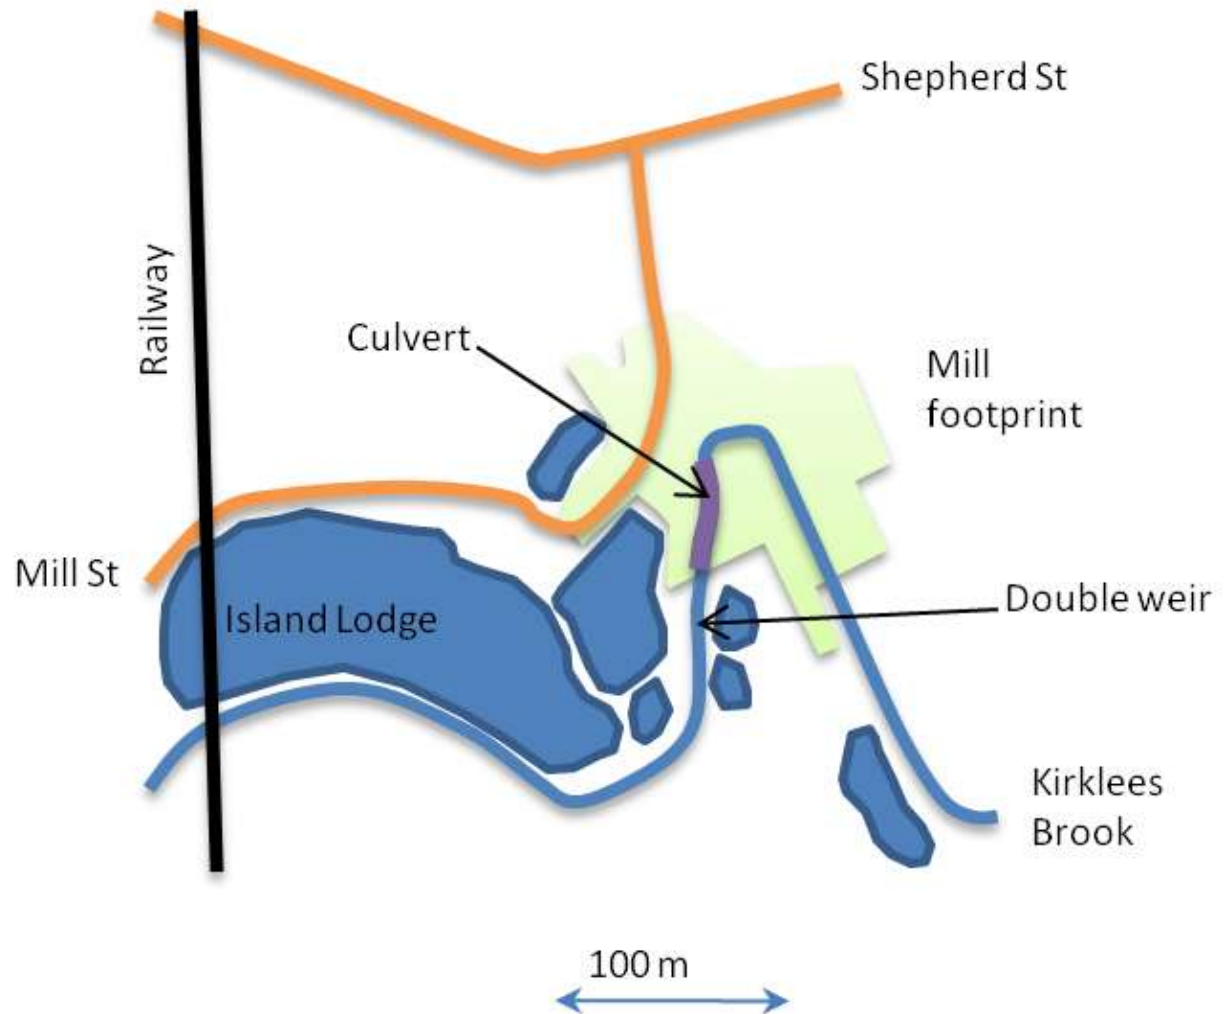 Shepherd St
Railway
Culvert
Mill
footprint
Mill St
Island Lodge
Double weir
Kirklees
Brook
100 m